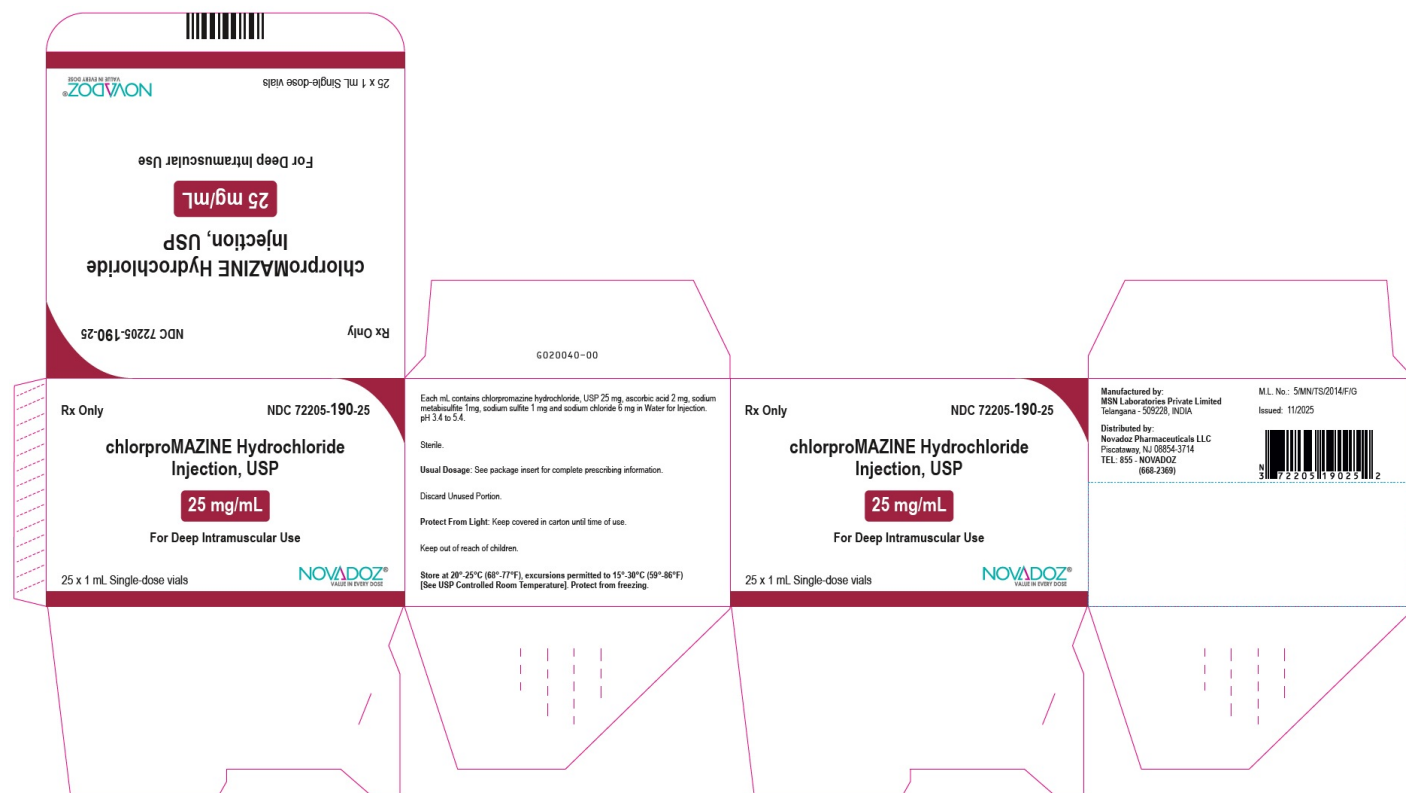 25 x 1 mL Single-dose vials
NOVADOZ®
VALUE IN EVERY DOSE
For Deep Intramuscular Use
25 mg/mL
chlorproMAZINE Hydrochloride
Injection, USP
Rx Only
NDC 72205-190-25
Rx Only
NDC 72205-190-25
chlorproMAZINE Hydrochloride
Injection, USP
25 mg/mL
For Deep Intramuscular Use
25 x 1 mL Single-dose vials
NOVADOZ®
VALUE IN EVERY DOSE
G020040-00
Each mL contains chlorpromazine hydrochloride, USP 25 mg, ascorbic acid 2 mg, sodium
metabisulfite 1mg, sodium sulfite 1 mg and sodium chloride 6 mg in Water for Injection.
pH 3.4 to 5.4.
Sterile.
Usual Dosage: See package insert for complete prescribing information.
Discard Unused Portion.
Protect From Light: Keep covered in carton until time of use.
Keep out of reach of children.
Store at 20°-25°C (68°-77°F), excursions permitted to 15°-30°C (59°-86°F)
[See USP Controlled Room Temperature]. Protect from freezing.
Rx Only
NDC 72205-190-25
chlorproMAZINE Hydrochloride
Injection, USP
25 mg/mL
For Deep Intramuscular Use
25 x 1 mL Single-dose vials
NOVADOZ®
VALUE IN EVERY DOSE
Manufactured by:
MSN Laboratories Private Limited
Telangana - 509228, INDIA
Distributed by:
Novadoz Pharmaceuticals LLC
Piscataway, NJ 08854-3714
TEL: 855 - NOVADOZ
(668-2369)
M.L. No.: 5/MN/TS/2014/F/G
Issued: 11/2025
N
3 72205 19025 2